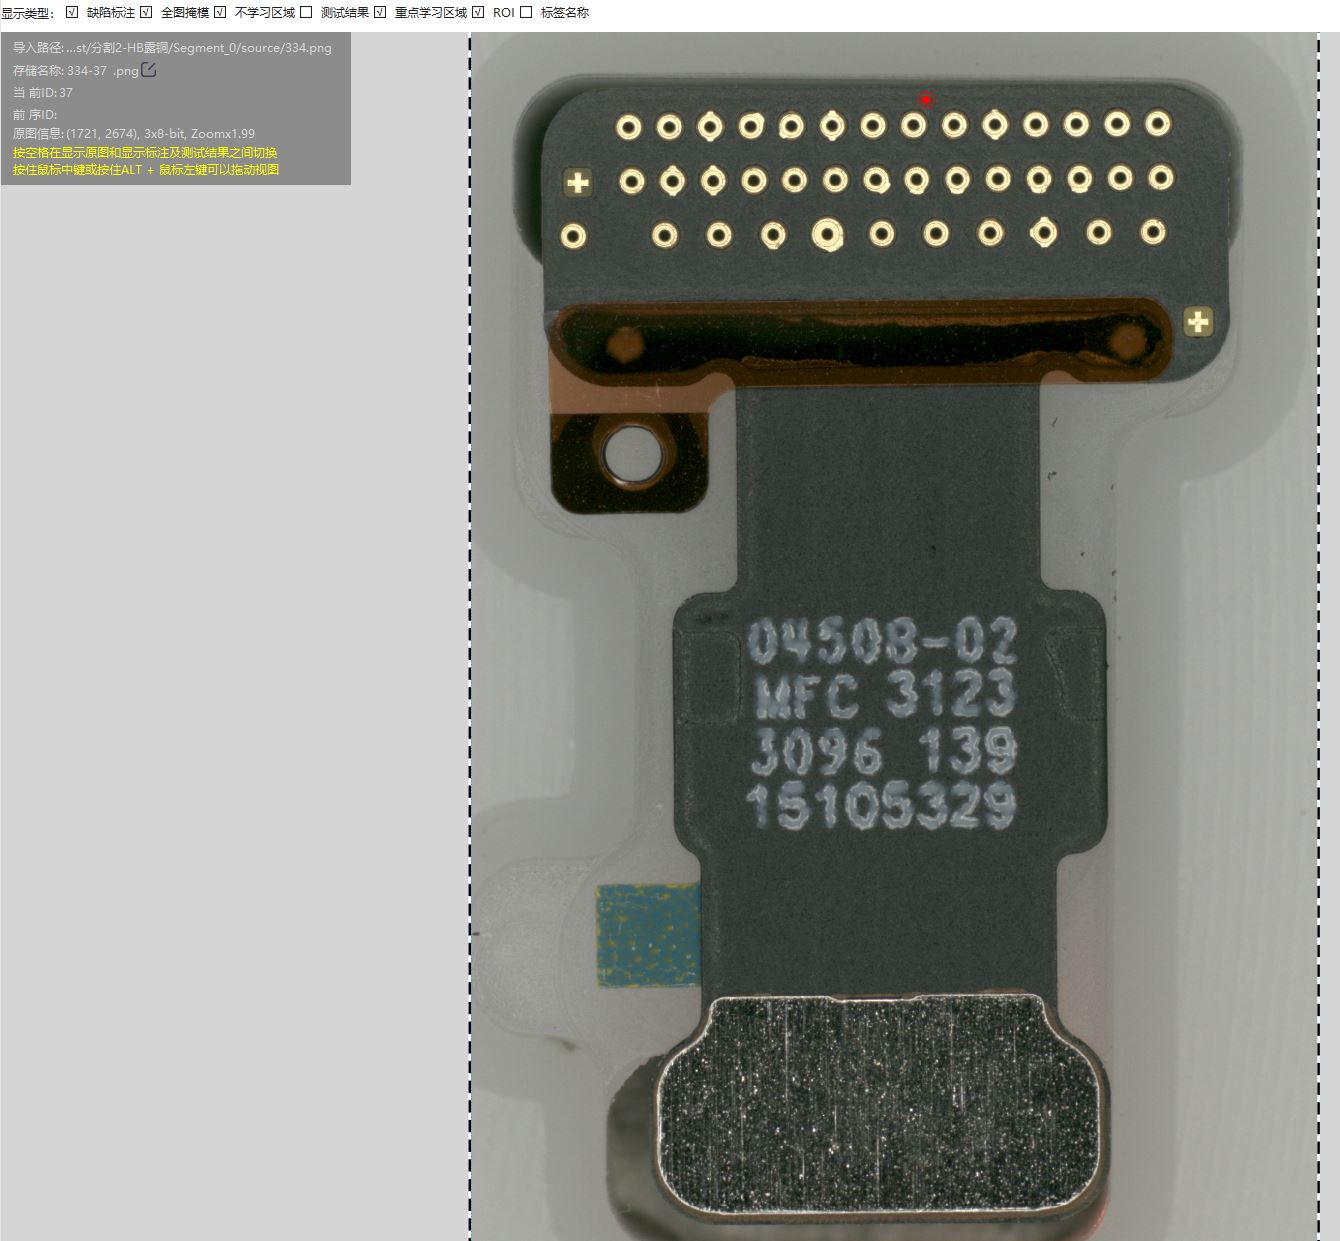 显示类型: 缺陷标注 全图掩模 不学习区域 测试结果 重点学习区域 ROI 标签名称
导入路径: ...st/分割2-HB露铜/Segment_0/source/334.png
存储名称: 334-37 .png
当 前ID: 37
前 序ID:
原图信息: (1721, 2674), 3x8-bit, Zoomx1.99
按空格在显示原图和显示标注及测试结果之间切换
按住鼠标中键或按住ALT + 鼠标左键可以拖动视图
04508-02
MFC 3123
3096 139
15105329